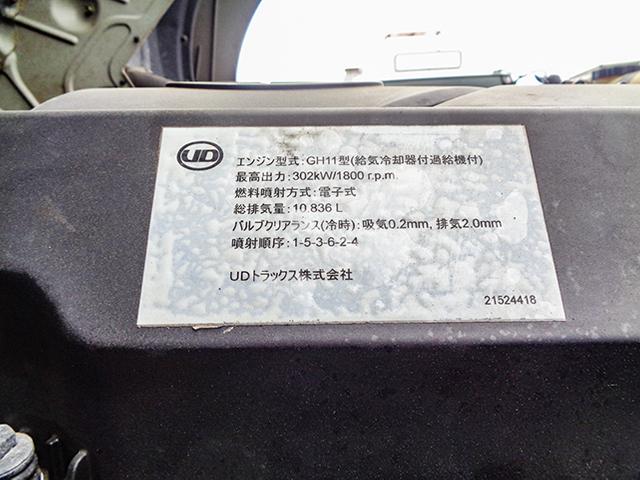 UD
エンジン型式:GH11型(給気冷却器付過給機付)
最高出力:302kW/1800 r.p.m.
燃料噴射方式:電子式
総排気量:10.836 L
バルブクリアランス(冷時):吸気0.2mm, 排気2.0mm
噴射順序:1-5-3-6-2-4
UDトラックス株式会社
21524418